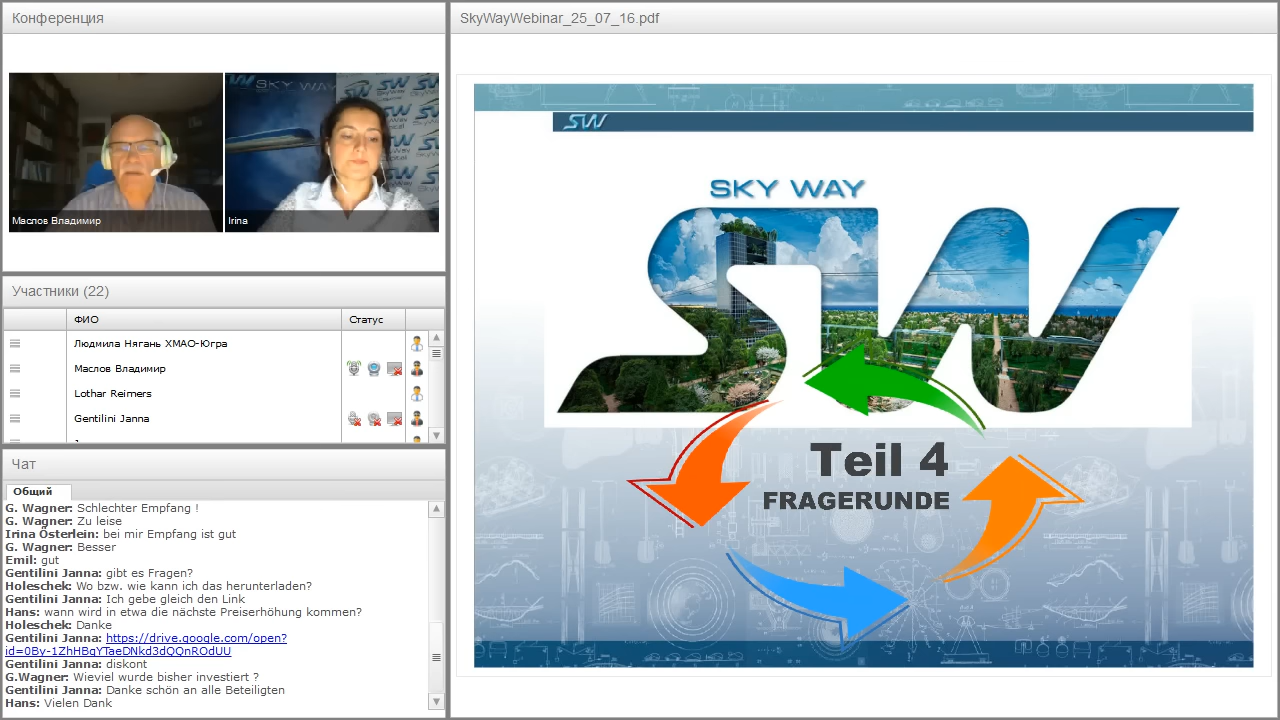 Конференция
Маслов Владимир
Irina
Участники (22)
ФИО
Статус
Людмила Нягань ХМАО-Югра
Маслов Владимир
Lothar Reimers
Gentilini Janna
Чат
Общий
G. Wagner: Schlechter Empfang !
G. Wagner: Zu leise
Irina Österlein: bei mir Empfang ist gut
G. Wagner: Besser
Emil: gut
Gentilini Janna: gibt es Fragen?
Holeschek: Wo bzw. wie kann ich das herunterladen?
Gentilini Janna: Ich gebe gleich den Link
Hans: wann wird in etwa die nächste Preiserhöhung kommen?
Holeschek: Danke
Gentilini Janna: https://drive.google.com/open?
id=0By-1ZhHBqYTaeDNkd3dQQnROdUU
Gentilini Janna: diskont
G.Wagner: Wieviel wurde bisher investiert ?
Gentilini Janna: Danke schön an alle Beteiligten
Hans: Vielen Dank
SkyWayWebinar_25_07_16.pdf
SW
SKY WAY
SW
Teil 4
FRAGERUNDE